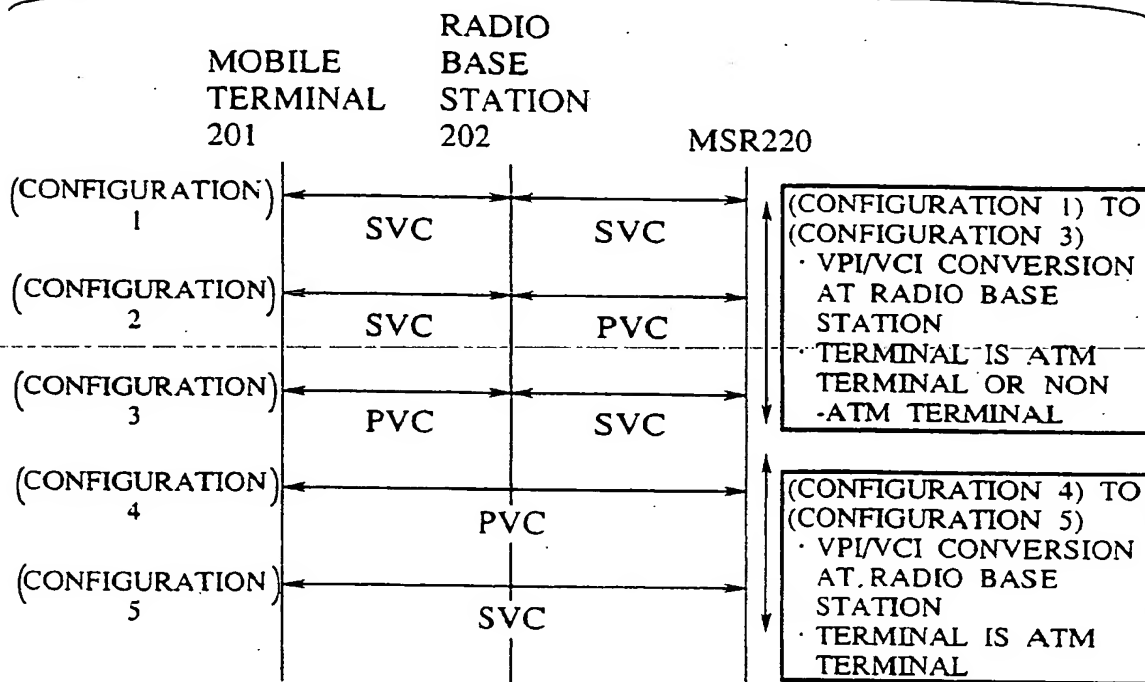 MOBILE
TERMINAL
201
RADIO
BASE
STATION
202
MSR220
(CONFIGURATION)
1
SVC
SVC
(CONFIGURATION)
2
SVC
PVC
(CONFIGURATION)
3
PVC
SVC
(CONFIGURATION)
4
PVC
(CONFIGURATION)
5
SVC
(CONFIGURATION 1) TO
(CONFIGURATION 3)
· VPI/VCI CONVERSION
AT RADIO BASE
STATION
· TERMINAL IS ATM
TERMINAL OR NON
-ATM TERMINAL
(CONFIGURATION 4) TO
(CONFIGURATION 5)
· VPI/VCI CONVERSION
AT RADIO BASE
STATION
· TERMINAL IS ATM
TERMINAL